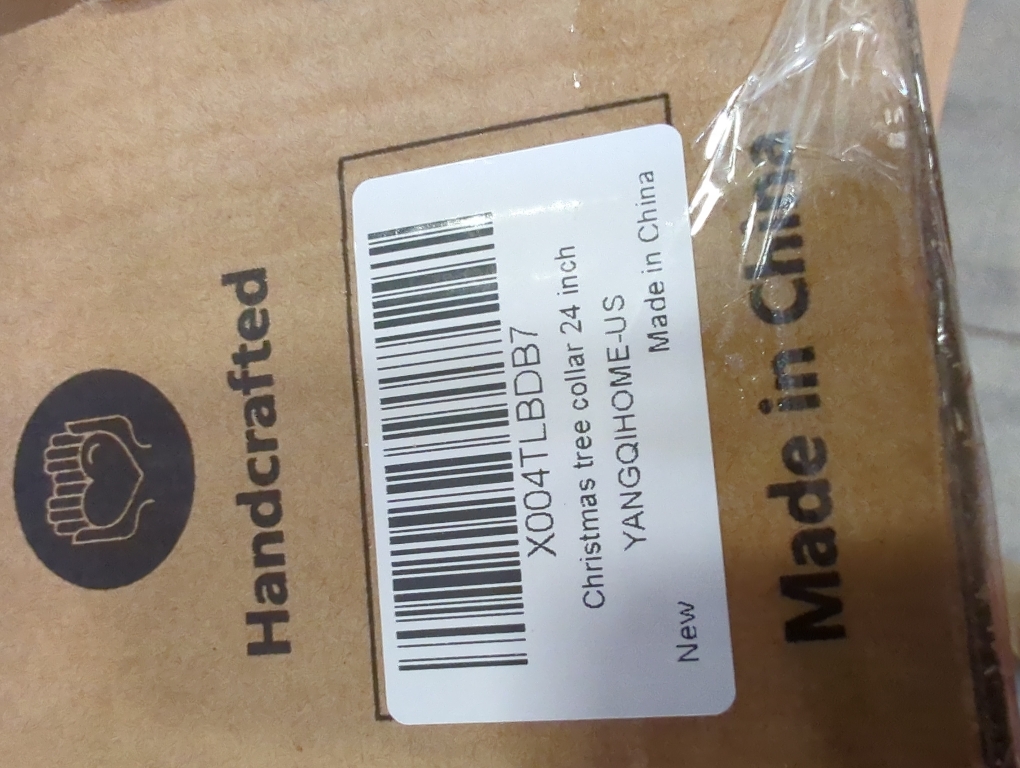 Handcrafted
X004TLBDB7
Christmas tree collar 24 inch
YANGQIHOME-US
New Made in China
Made in China